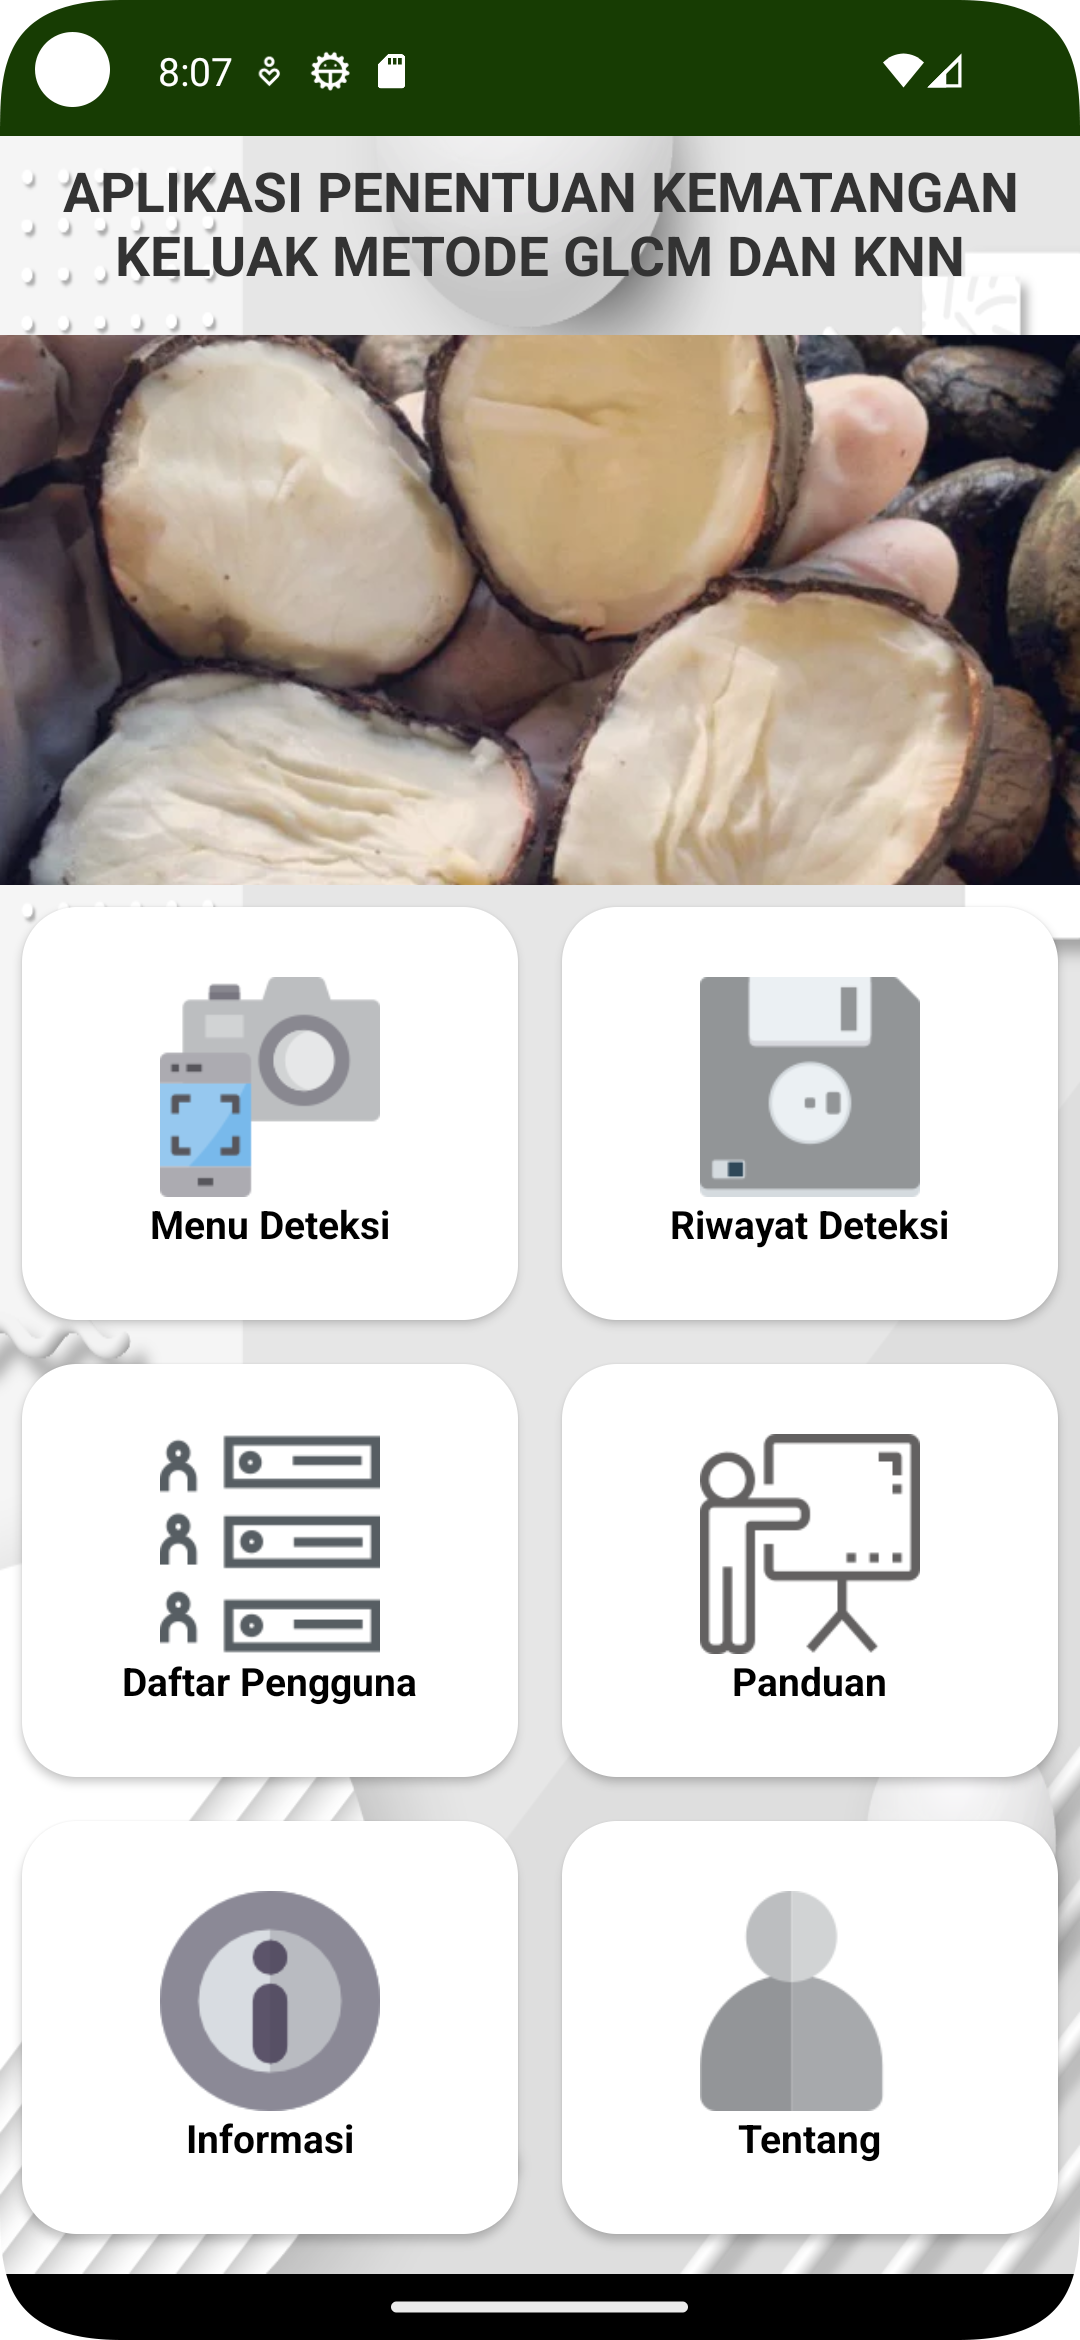 8:07
APLIKASI PENENTUAN KEMATANGAN
KELUAK METODE GLCM DAN KNN
Menu Deteksi
Riwayat Deteksi
Daftar Pengguna
Panduan
Informasi
Tentang